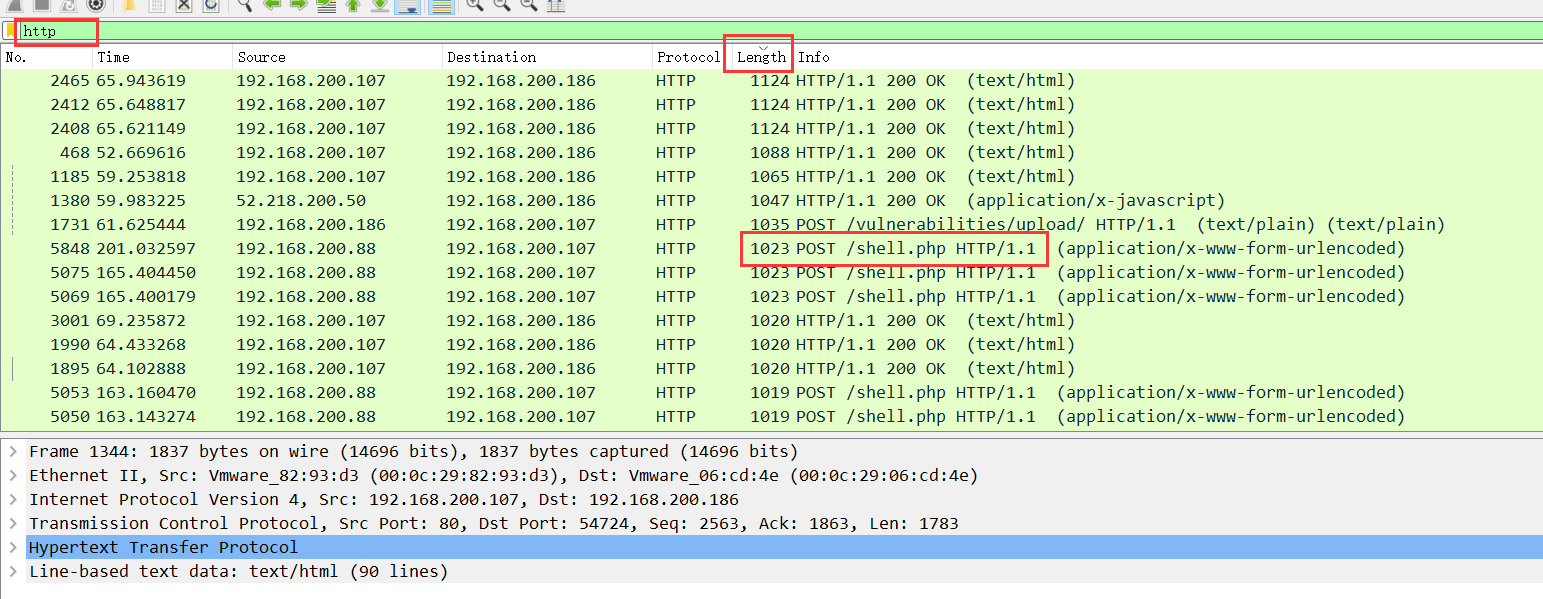 http
No. Time Source Destination Protocol Length Info
2465 65.943619 192.168.200.107 192.168.200.186 HTTP 1124 HTTP/1.1 200 OK (text/html)
2412 65.648817 192.168.200.107 192.168.200.186 HTTP 1124 HTTP/1.1 200 OK (text/html)
2408 65.621149 192.168.200.107 192.168.200.186 HTTP 1124 HTTP/1.1 200 OK (text/html)
468 52.669616 192.168.200.107 192.168.200.186 HTTP 1088 HTTP/1.1 200 OK (text/html)
1185 59.253818 192.168.200.107 192.168.200.186 HTTP 1065 HTTP/1.1 200 OK (text/html)
1380 59.983225 52.218.200.50 192.168.200.186 HTTP 1047 HTTP/1.1 200 OK (application/x-javascript)
1731 61.625444 192.168.200.186 192.168.200.107 HTTP 1035 POST /vulnerabilities/upload/ HTTP/1.1 (text/plain) (text/plain)
5848 201.032597 192.168.200.88 192.168.200.107 HTTP 1023 POST /shell.php HTTP/1.1 (application/x-www-form-urlencoded)
5075 165.404450 192.168.200.88 192.168.200.107 HTTP 1023 POST /shell.php HTTP/1.1 (application/x-www-form-urlencoded)
5069 165.400179 192.168.200.88 192.168.200.107 HTTP 1023 POST /shell.php HTTP/1.1 (application/x-www-form-urlencoded)
3001 69.235872 192.168.200.107 192.168.200.186 HTTP 1020 HTTP/1.1 200 OK (text/html)
1990 64.433268 192.168.200.107 192.168.200.186 HTTP 1020 HTTP/1.1 200 OK (text/html)
1895 64.102888 192.168.200.107 192.168.200.186 HTTP 1020 HTTP/1.1 200 OK (text/html)
5053 163.160470 192.168.200.88 192.168.200.107 HTTP 1019 POST /shell.php HTTP/1.1 (application/x-www-form-urlencoded)
5050 163.143274 192.168.200.88 192.168.200.107 HTTP 1019 POST /shell.php HTTP/1.1 (application/x-www-form-urlencoded)
Frame 1344: 1837 bytes on wire (14696 bits), 1837 bytes captured (14696 bits)
Ethernet II, Src: Vmware_82:93:d3 (00:0c:29:82:93:d3), Dst: Vmware_06:cd:4e (00:0c:29:06:cd:4e)
Internet Protocol Version 4, Src: 192.168.200.107, Dst: 192.168.200.186
Transmission Control Protocol, Src Port: 80, Dst Port: 54724, Seq: 2563, Ack: 1863, Len: 1783
Hypertext Transfer Protocol
Line-based text data: text/html (90 lines)